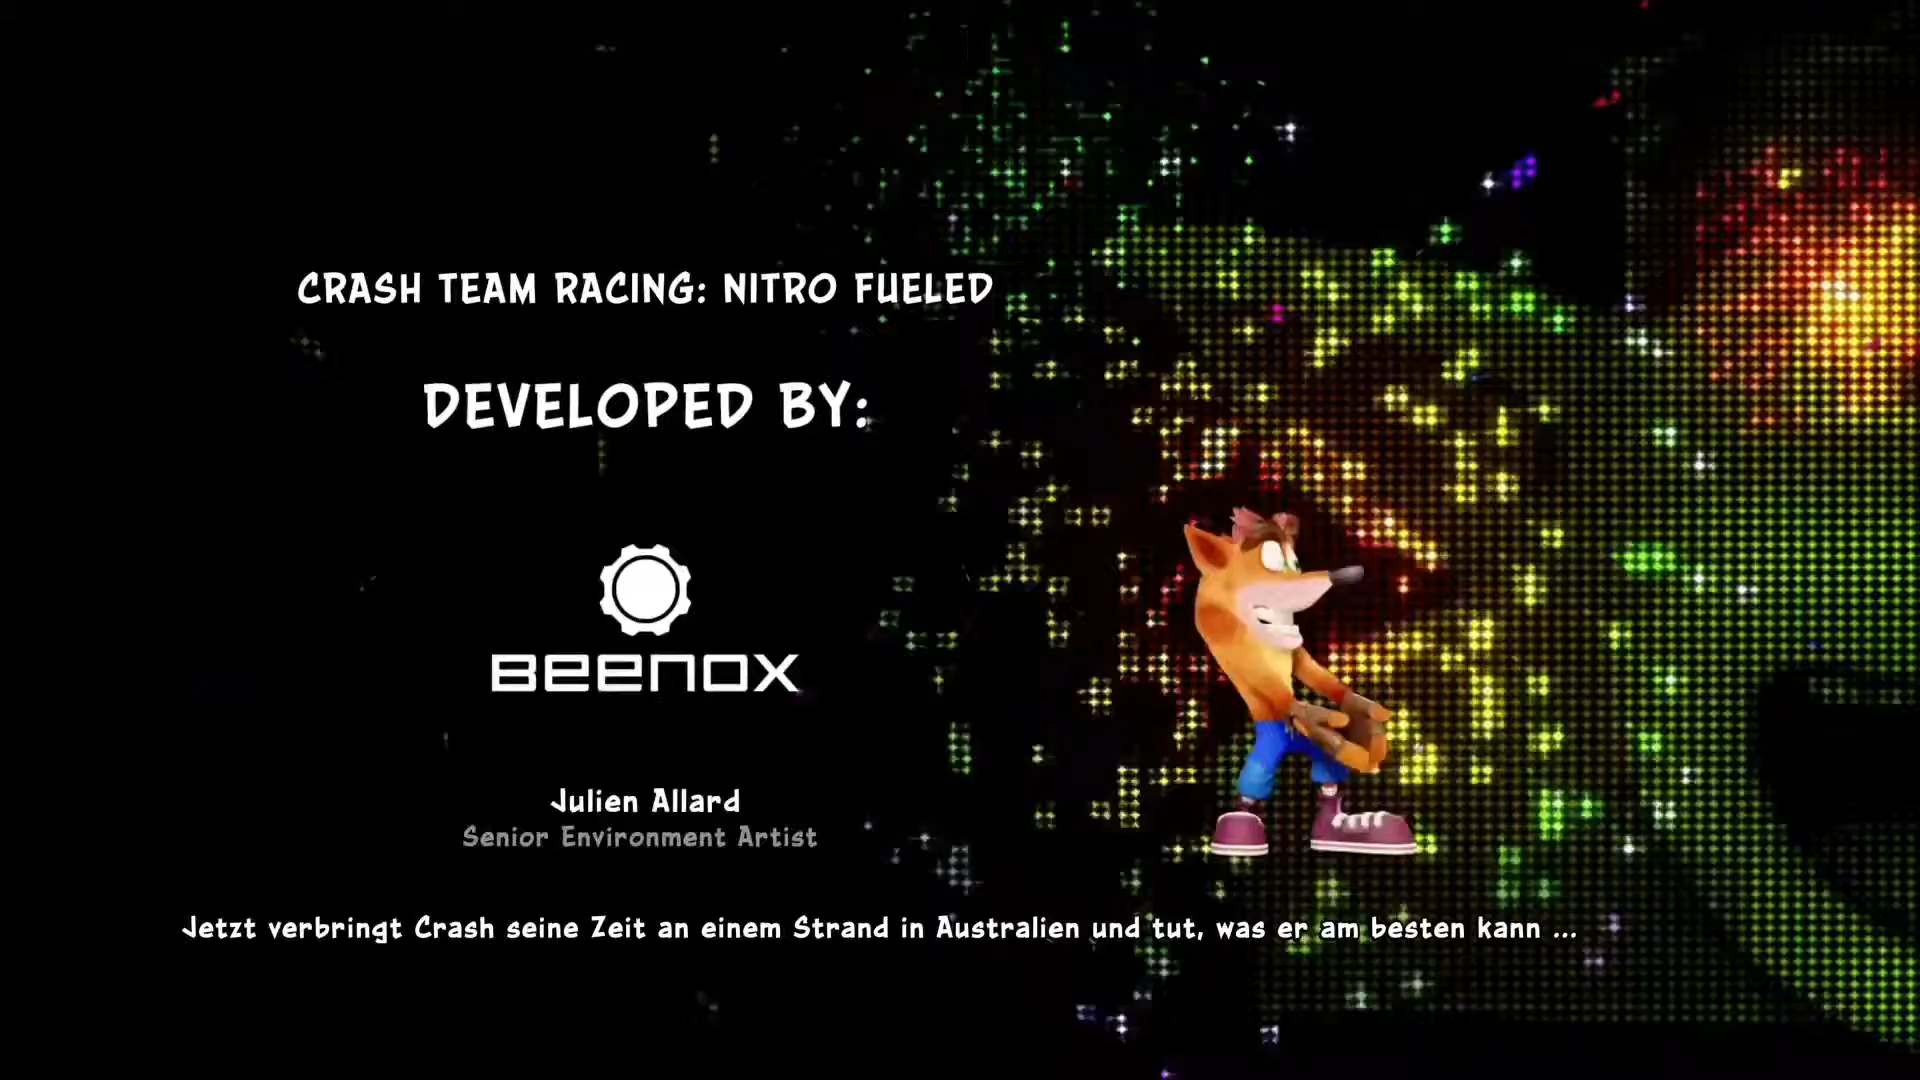 CRASH TEAM RACING: NITRO FUELED
DEVELOPED BY:
BEENOX
Julien Allard
Senior Environment Artist
Jetzt verbringt Crash seine Zeit an einem Strand in Australien und tut, was er am besten kann ...